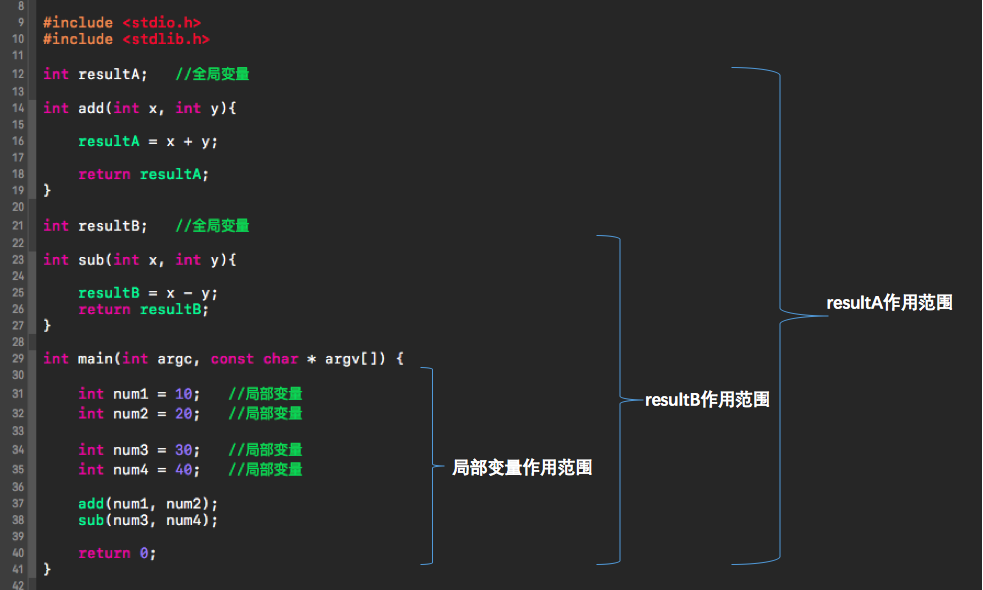 8
9 #include <stdio.h>
10 #include <stdlib.h>
11
12 int resultA;   //全局变量
13
14 int add(int x, int y){
15
16     resultA = x + y;
17
18     return resultA;
19 }
20
21 int resultB;   //全局变量
22
23 int sub(int x, int y){
24
25     resultB = x - y;
26     return resultB;
27 }
28
29 int main(int argc, const char * argv[]) {
30
31     int num1 = 10;   //局部变量
32     int num2 = 20;   //局部变量
33
34     int num3 = 30;   //局部变量
35     int num4 = 40;   //局部变量
36
37     add(num1, num2);
38     sub(num3, num4);
39
40     return 0;
41 }
42
局部变量作用范围
resultB作用范围
resultA作用范围